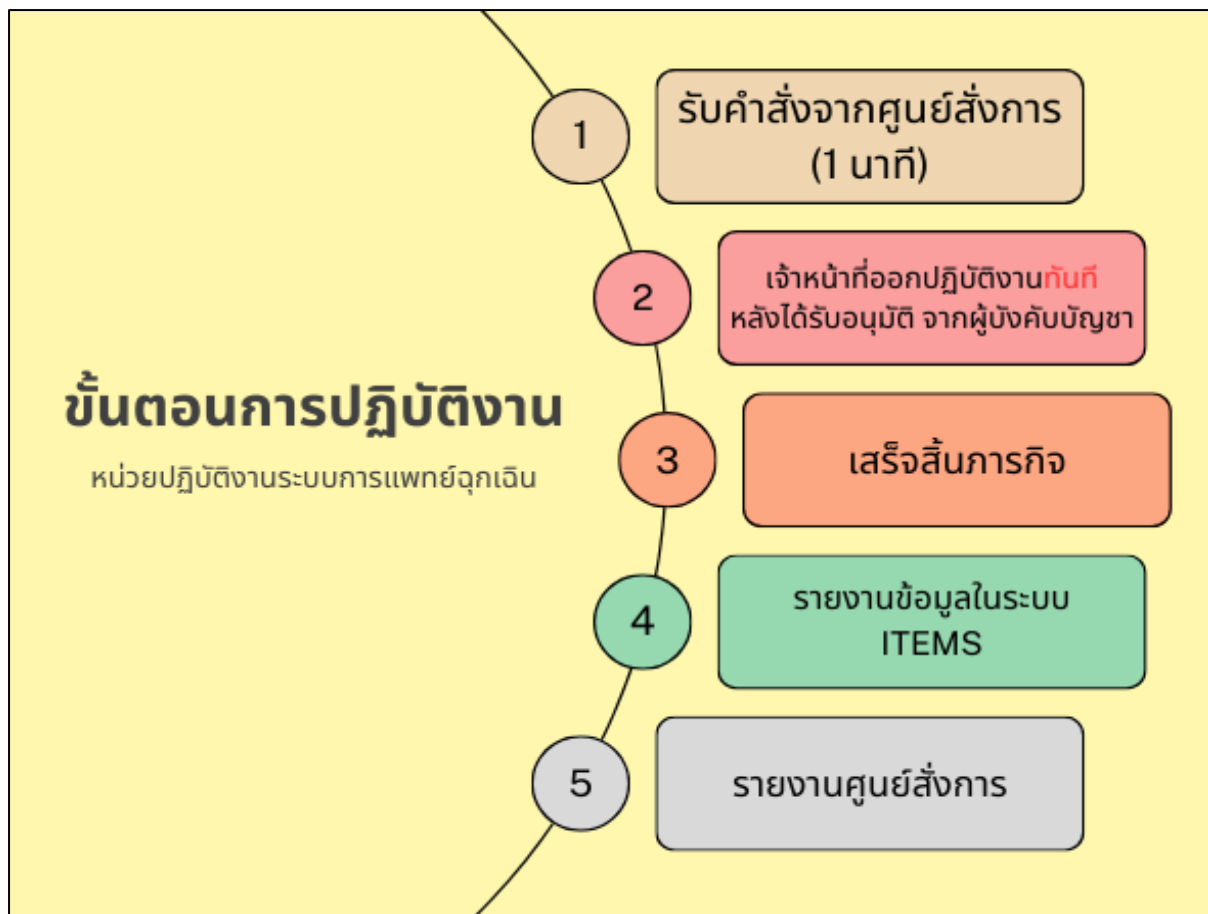 ขั้นตอนการปฏิบัติงาน
หน่วยปฏิบัติงานระบบการแพทย์ฉุกเฉิน
1
รับคำสั่งจากศูนย์สั่งการ
(1 นาที)
2
เจ้าหน้าที่ออกปฏิบัติงานทันที
หลังได้รับอนุมัติ จากผู้บังคับบัญชา
3
เสร็จสิ้นภารกิจ
4
รายงานข้อมูลในระบบ
ITEMS
5
รายงานศูนย์สั่งการ